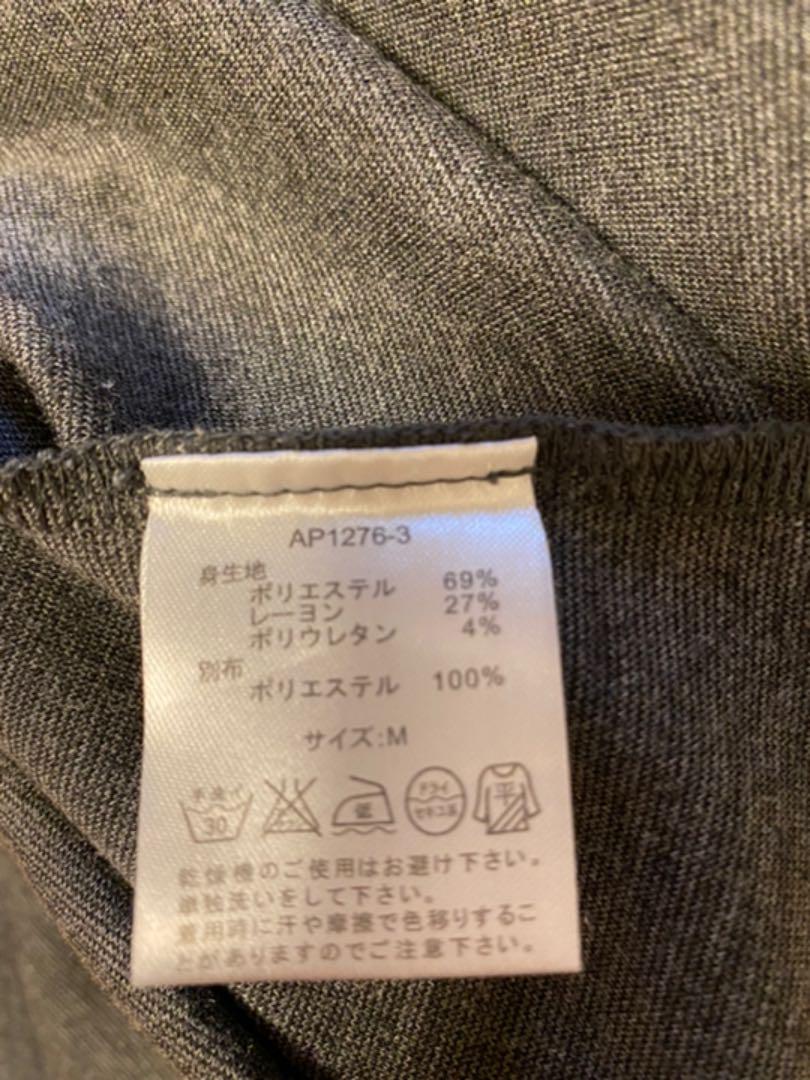 AP1276-3
身生地
ポリエステル 69%
レーヨン 27%
ポリウレタン 4%
別布
ポリエステル 100%
サイズ:M
手洗イ 30 エンソ 低 ドライ セキユ系 平
乾燥機のご使用はお避け下さい。
単独洗いをして下さい。
着用時に汗や摩擦で色移りするこ
とがありますのでご注意下さい。